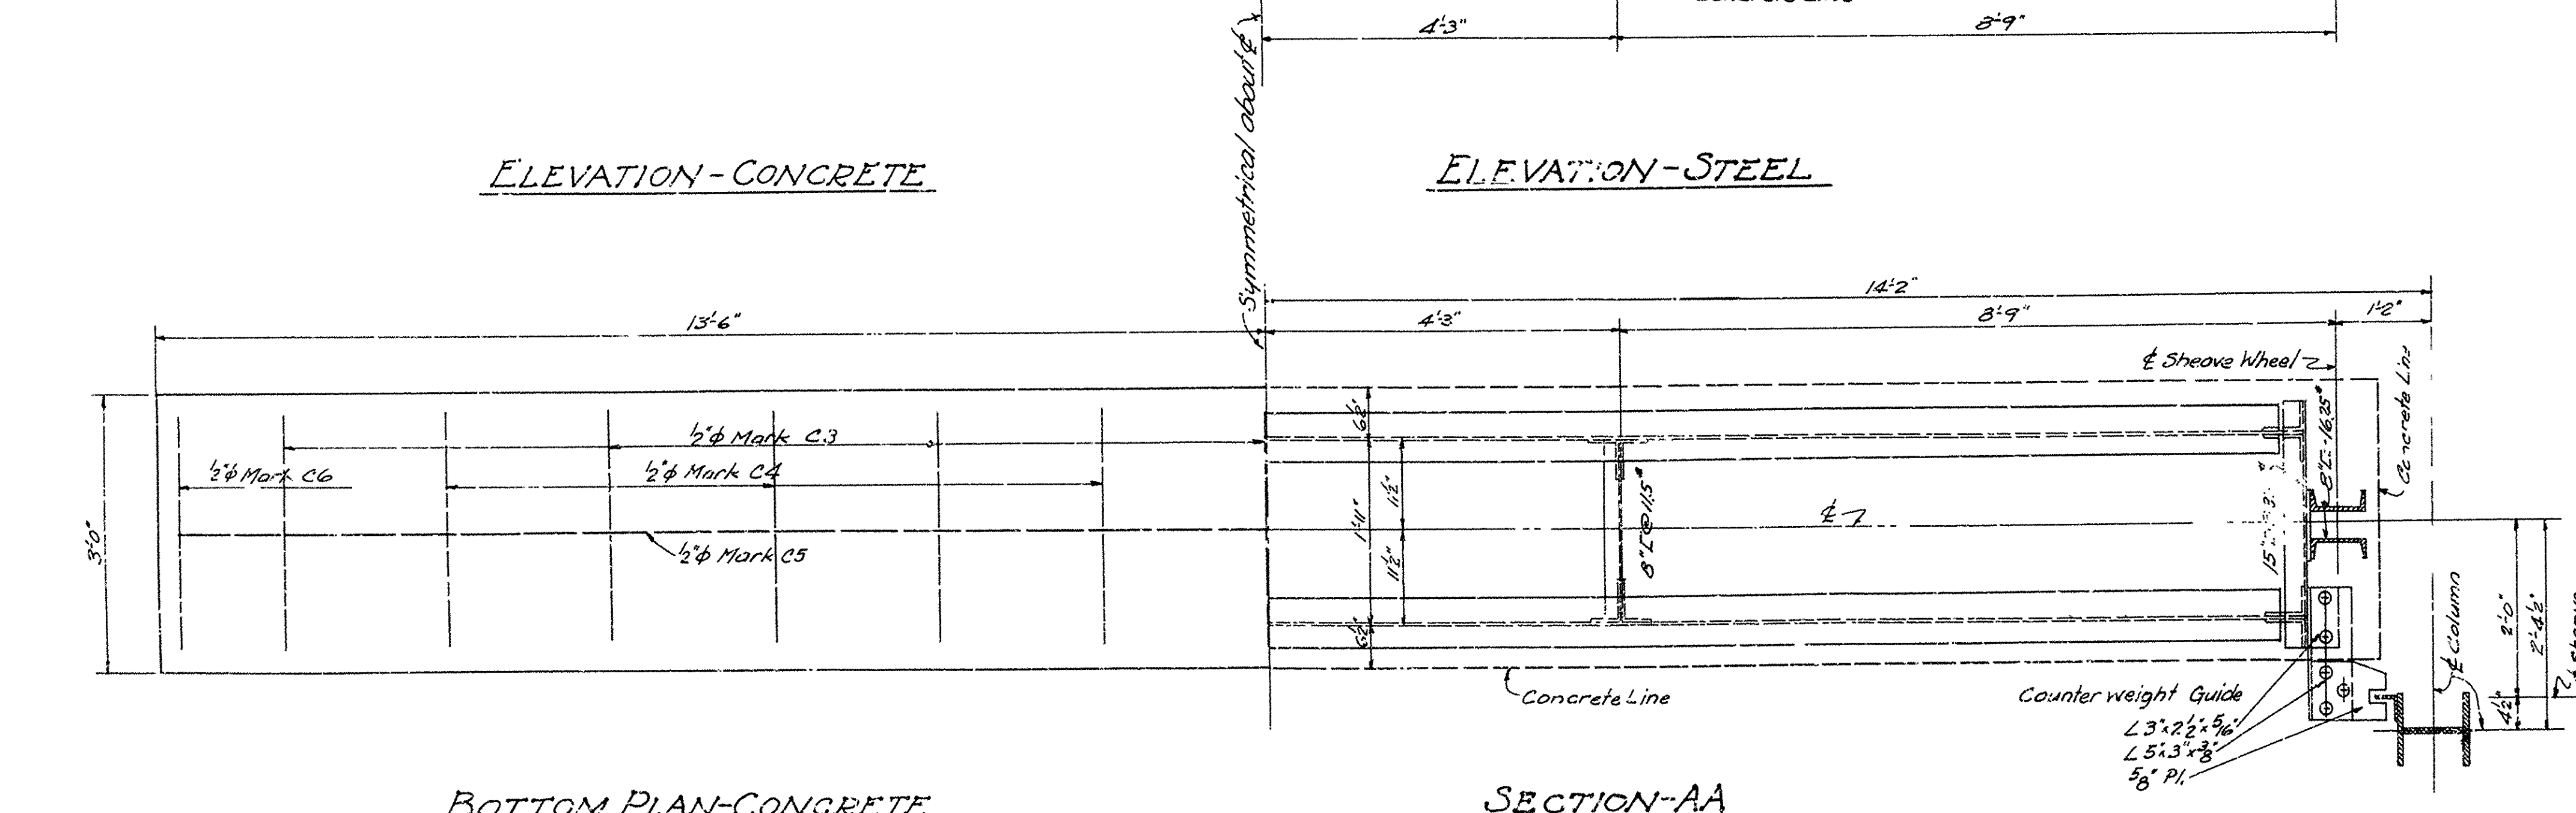 4'-3"
8'-9"
Symmetrical about ℄
ELEVATION-CONCRETE
ELEVATION-STEEL
14'-2"
13'-6"
4'-3"
8'-9"
1'-2"
℄ Sheave Wheel
Concrete Line
6½"
½"φ Mark C3
½"φ Mark C6
½"φ Mark C4
½"φ Mark C5
3'-0"
11½"
1'-11"
11½"
6½"
8"[@11.5"
℄
8"[-16.25"
℄ Column
2'-0"
2'-4½"
4½"
Concrete Line
Counter weight Guide
L 3"x2½"x5/16"
L 5"x3"x3/8"
5/8" Pl.
BOTTOM PLAN-CONCRETE
SECTION-AA